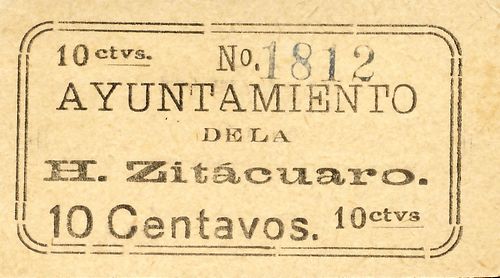 10 ctvs. No. 1812
AYUNTAMIENTO
DE LA
H. Zitácuaro.
10 Centavos. 10 ctvs